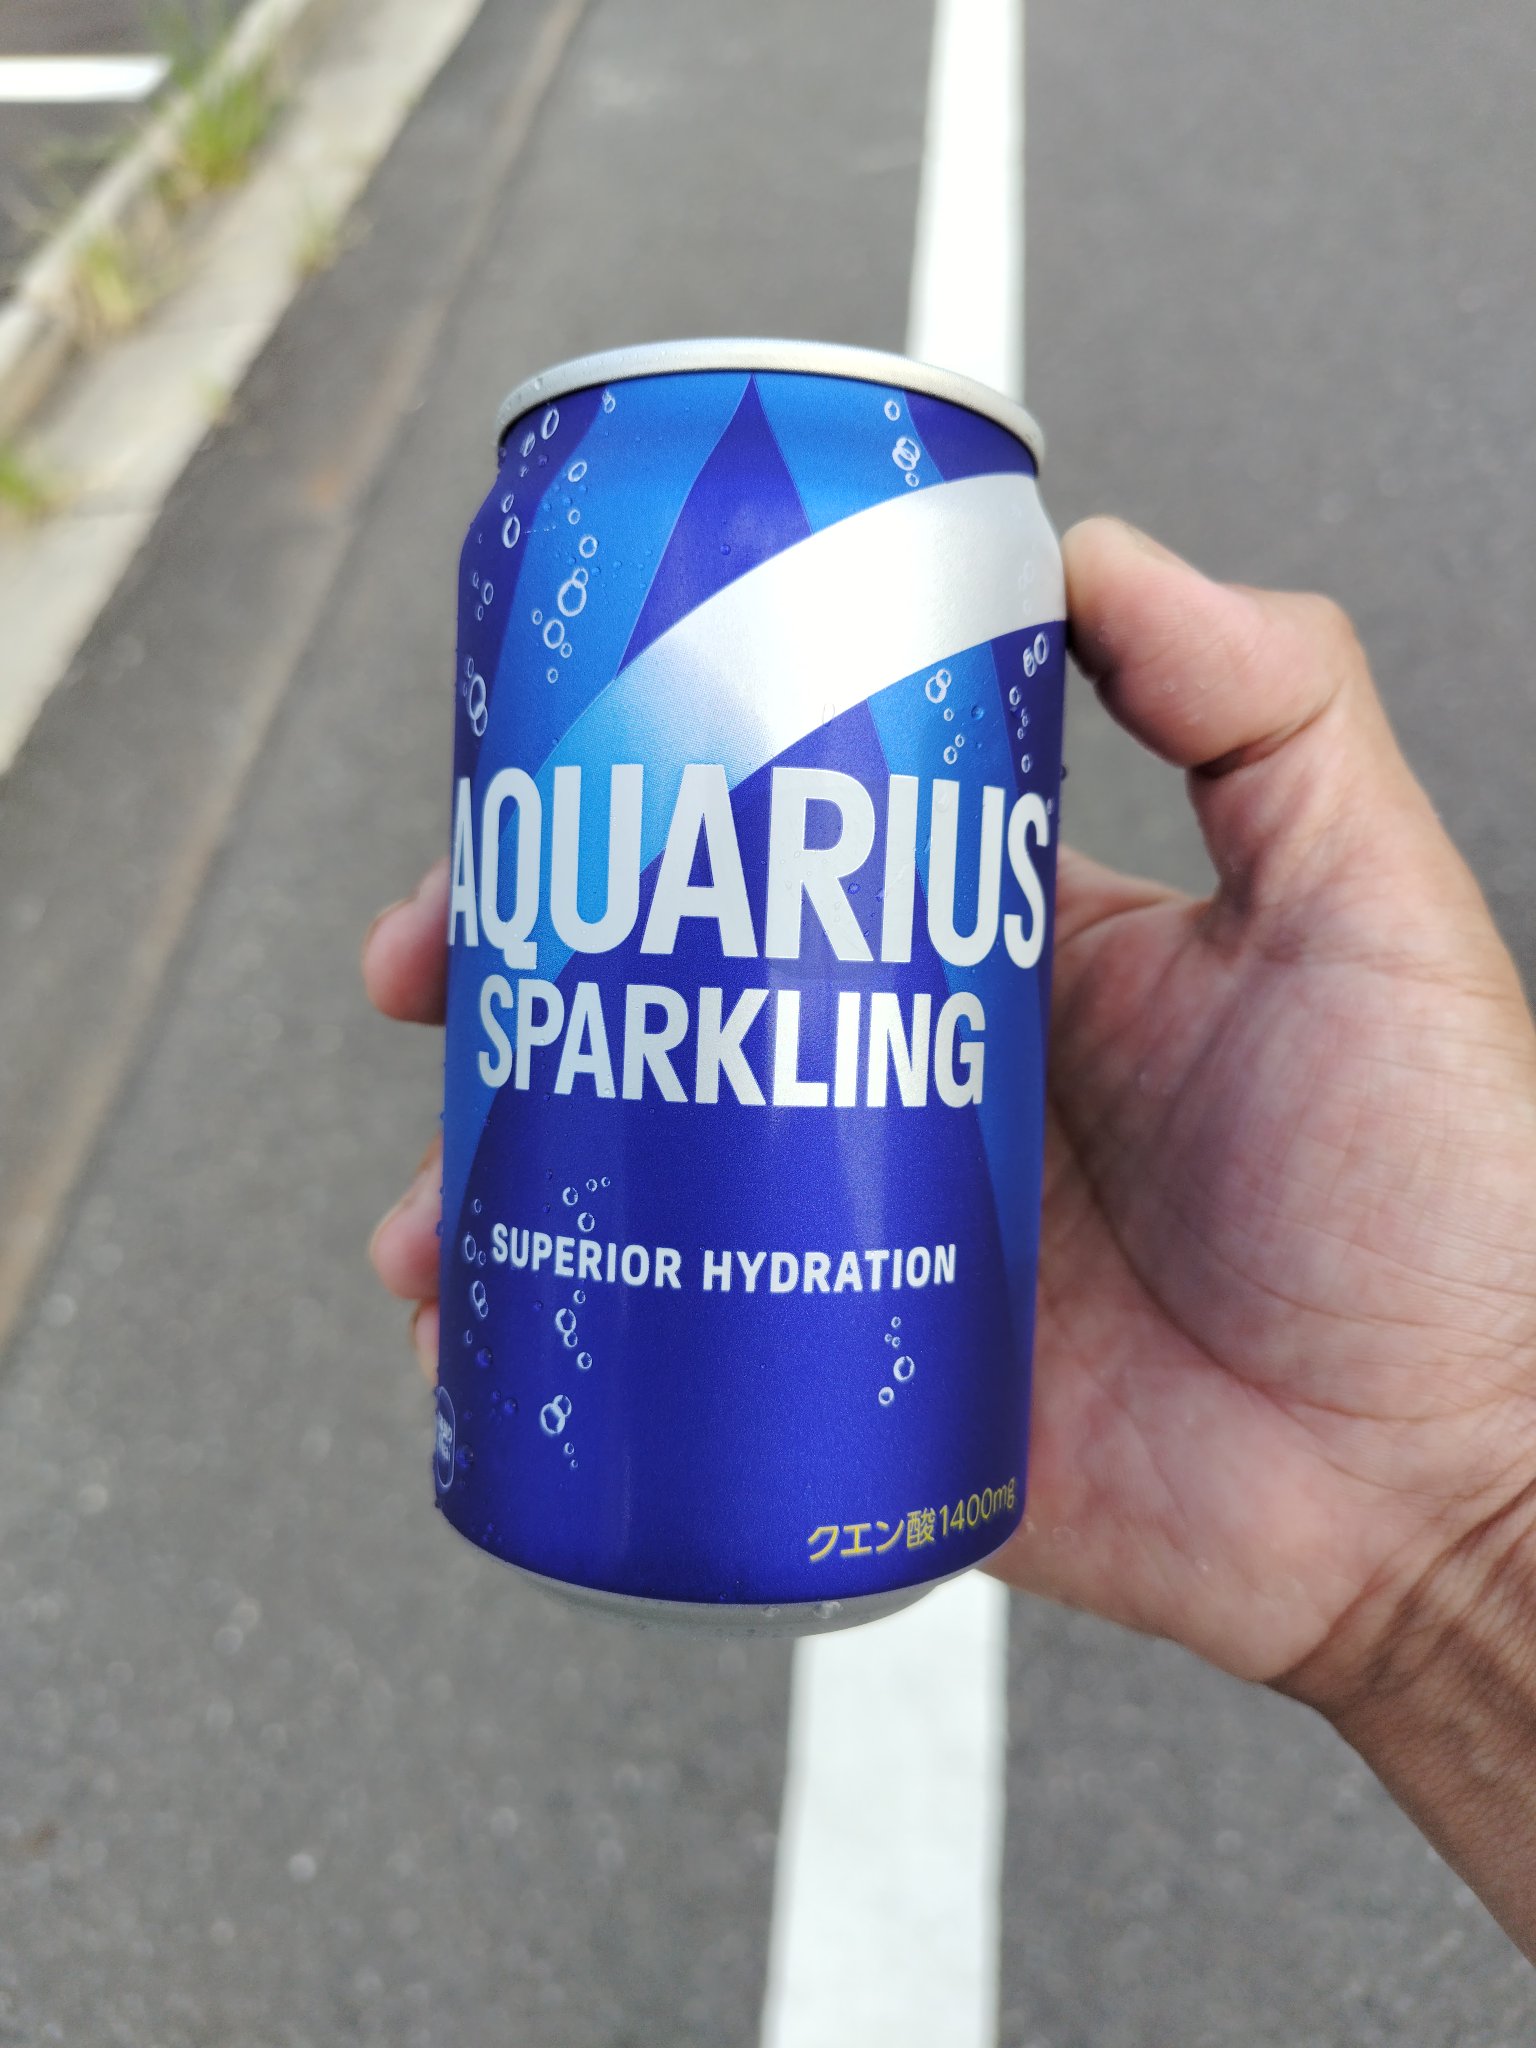 AQUARIUS
SPARKLING
SUPERIOR HYDRATION
クエン酸1400mg